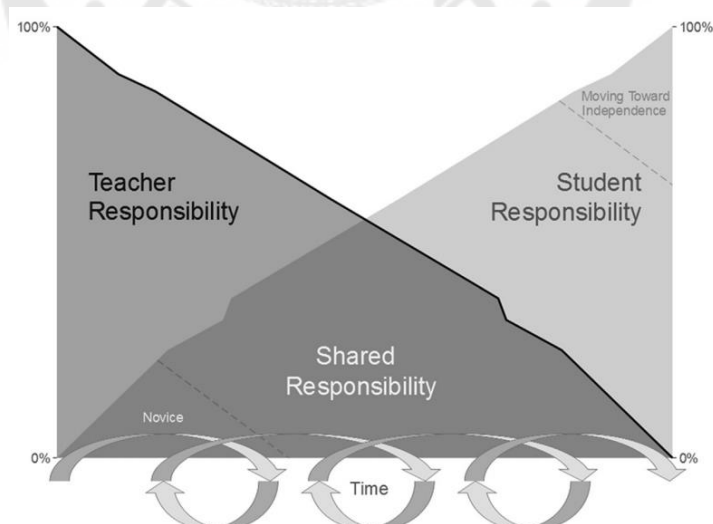 100%
100%
Moving Toward
Independence
Teacher
Responsibility
Student
Responsibility
Shared
Responsibility
Novice
0%
0%
Time